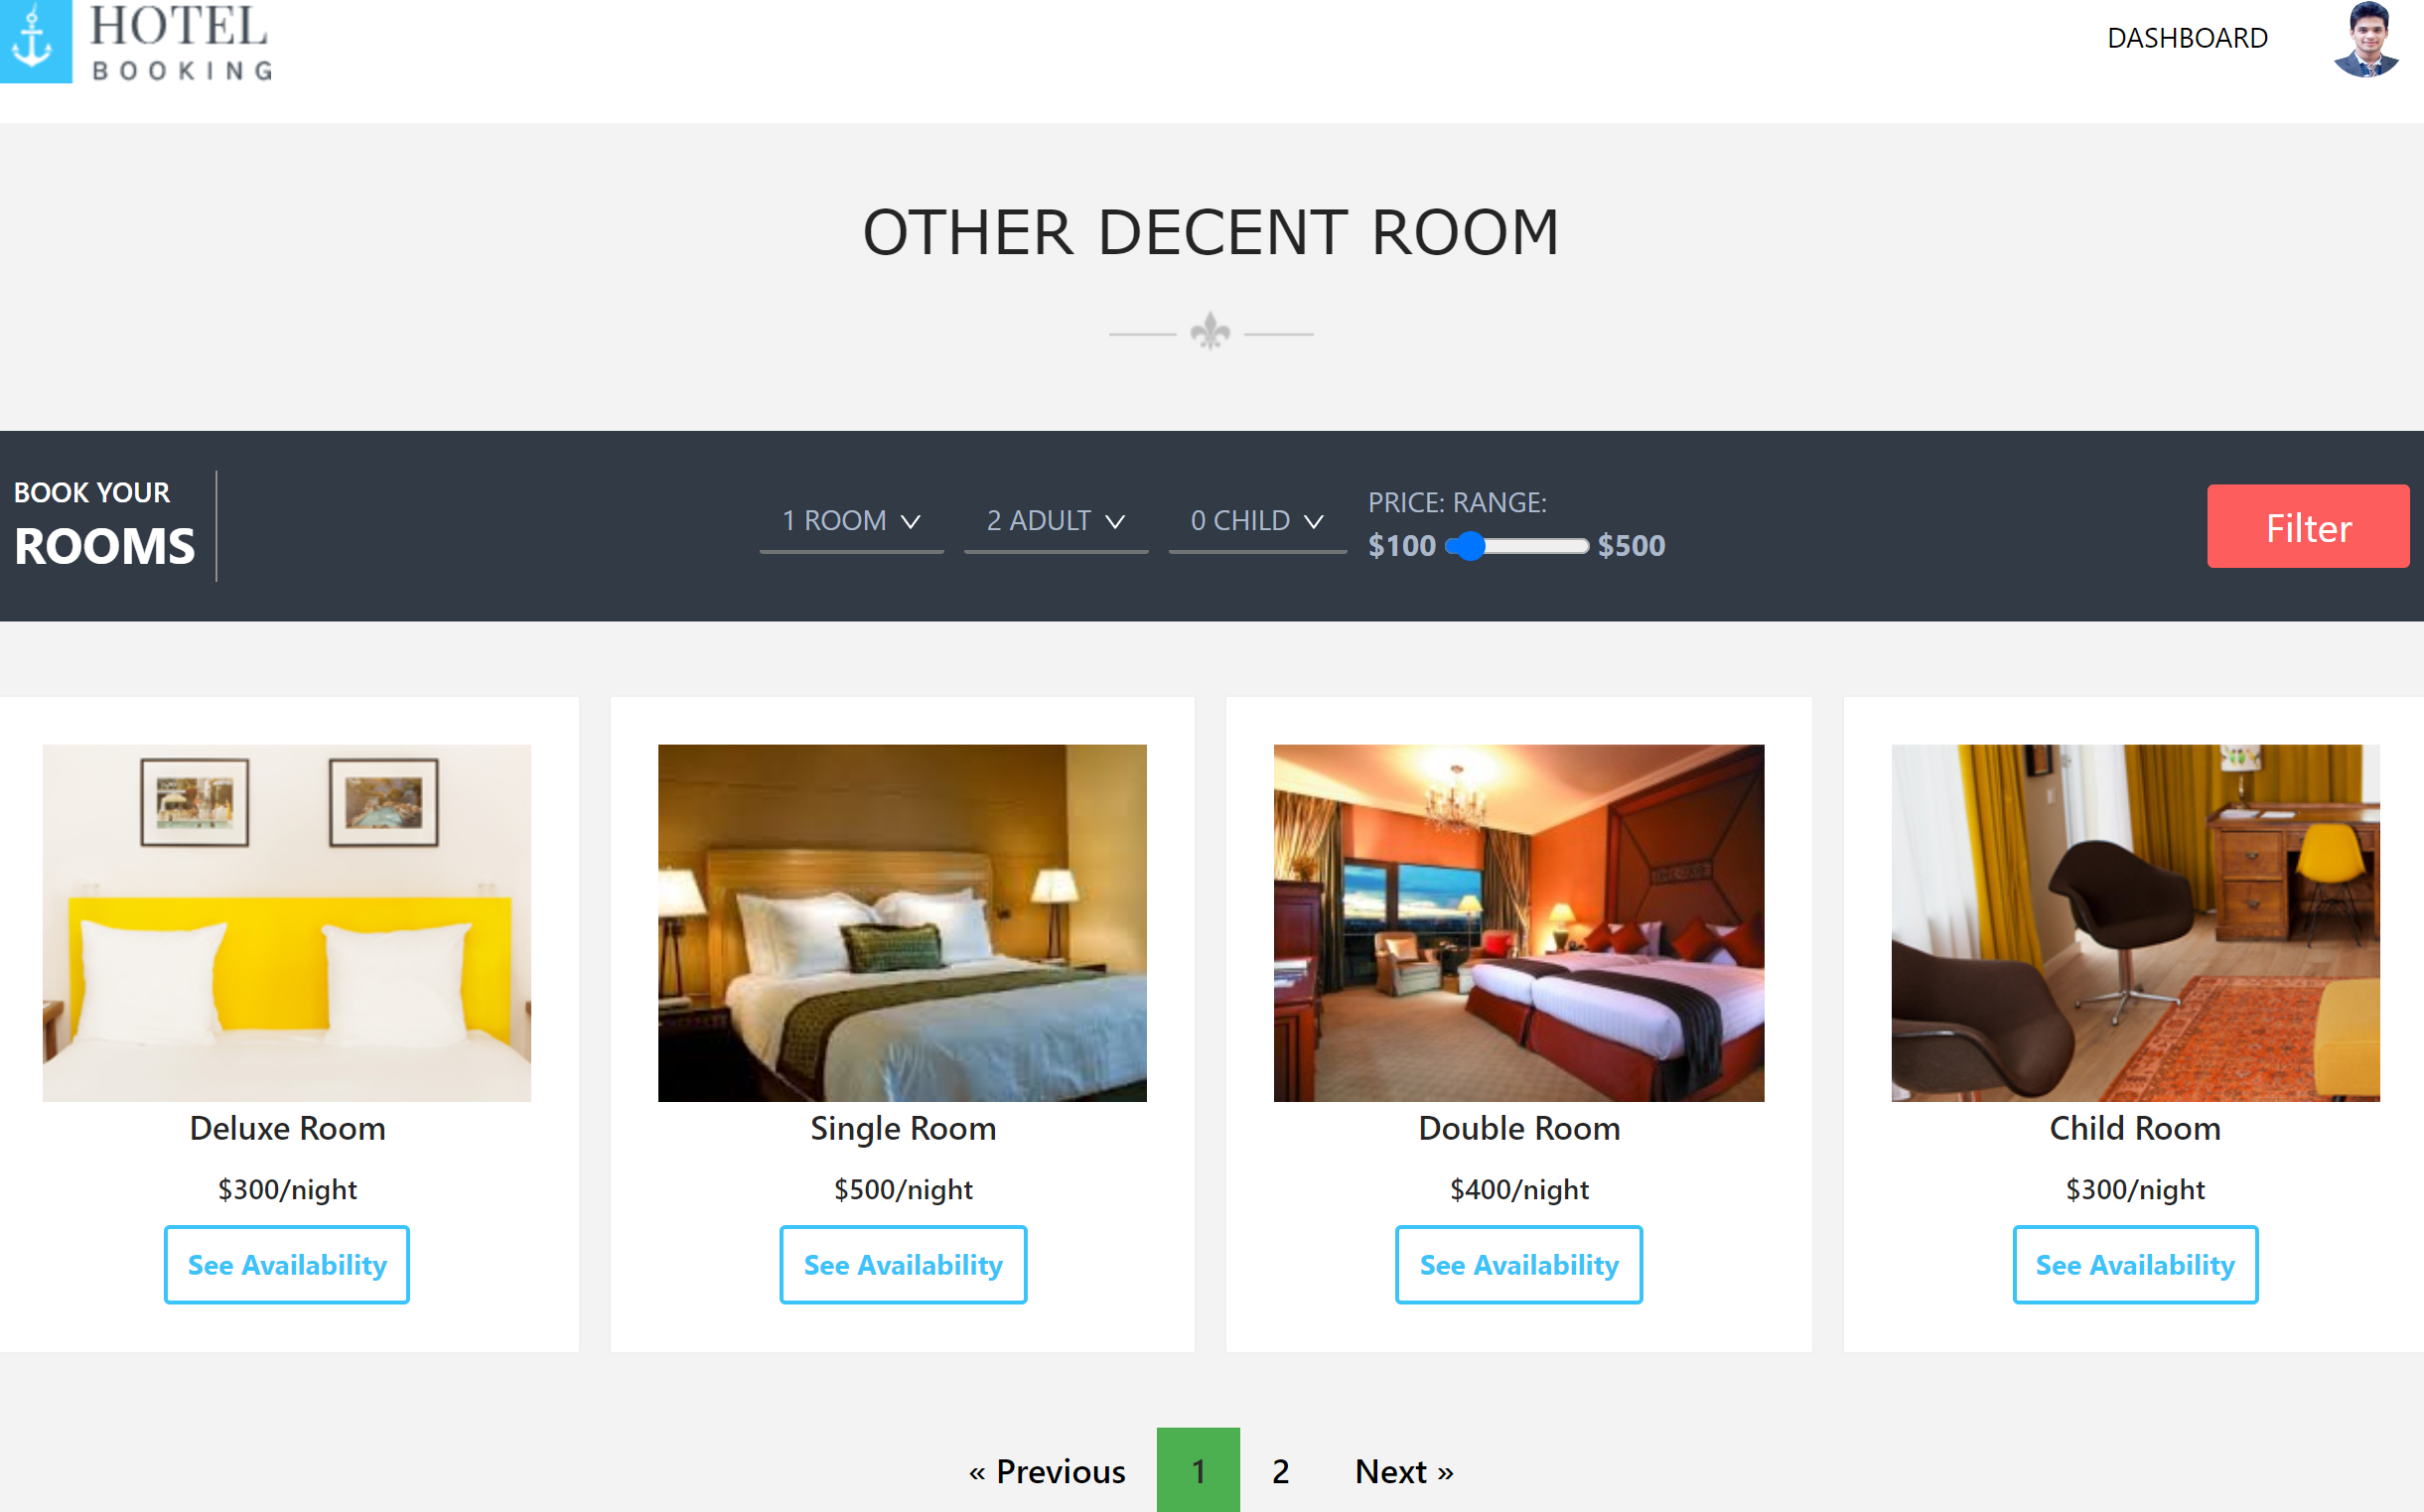 HOTEL
BOOKING
DASHBOARD
OTHER DECENT ROOM
BOOK YOUR
ROOMS
1 ROOM
2 ADULT
0 CHILD
PRICE: RANGE:
$100
$500
Filter
Deluxe Room
$300/night
See Availability
Single Room
$500/night
See Availability
Double Room
$400/night
See Availability
Child Room
$300/night
See Availability
« Previous 1 2 Next »